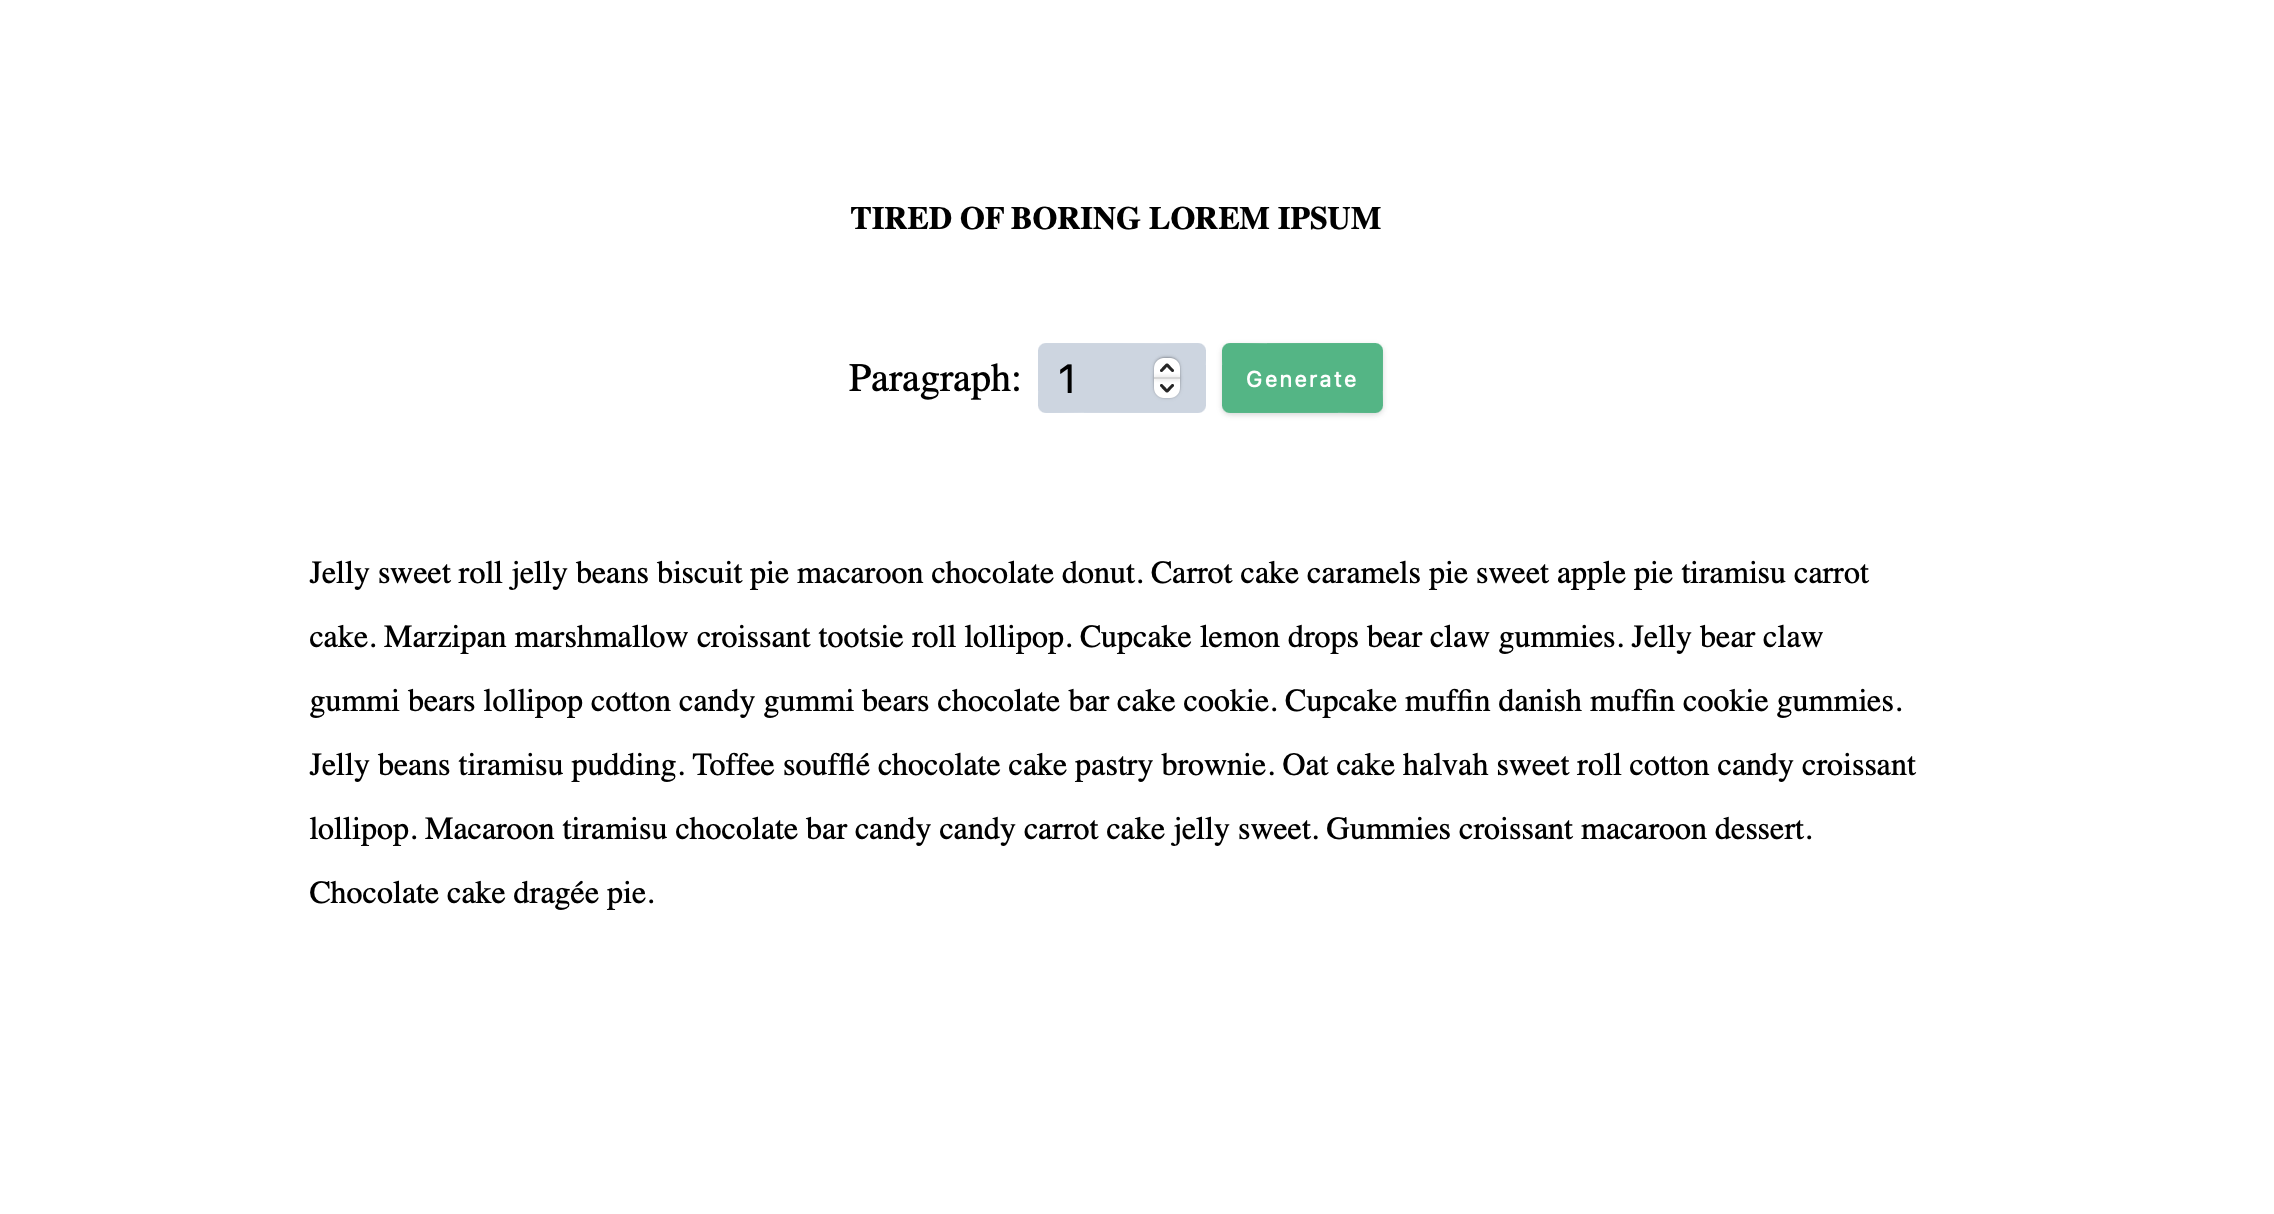 TIRED OF BORING LOREM IPSUM
Paragraph: 1 Generate
Jelly sweet roll jelly beans biscuit pie macaroon chocolate donut. Carrot cake caramels pie sweet apple pie tiramisu carrot
cake. Marzipan marshmallow croissant tootsie roll lollipop. Cupcake lemon drops bear claw gummies. Jelly bear claw
gummi bears lollipop cotton candy gummi bears chocolate bar cake cookie. Cupcake muffin danish muffin cookie gummies.
Jelly beans tiramisu pudding. Toffee soufflé chocolate cake pastry brownie. Oat cake halvah sweet roll cotton candy croissant
lollipop. Macaroon tiramisu chocolate bar candy candy carrot cake jelly sweet. Gummies croissant macaroon dessert.
Chocolate cake dragée pie.